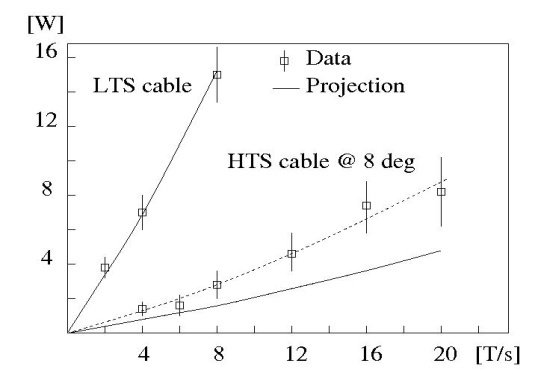 [W]
16
Data
LTS cable
Projection
12
HTS cable @ 8 deg
8
4
4 8 12 16 20 [T/s]